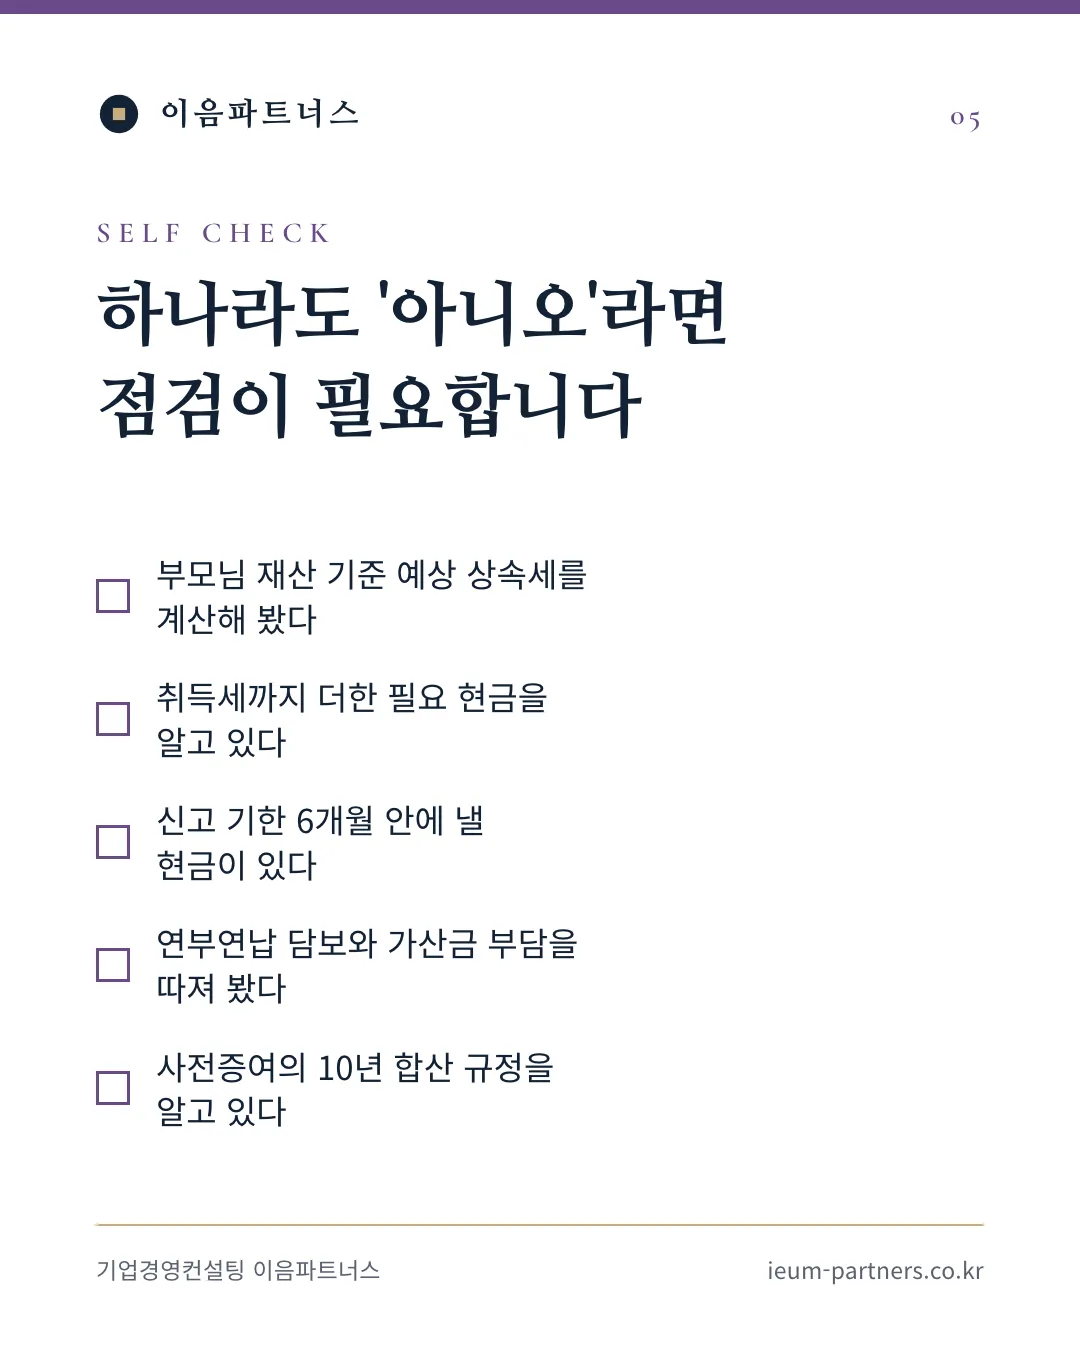 이음파트너스
05
SELF CHECK
하나라도 '아니오'라면
점검이 필요합니다
부모님 재산 기준 예상 상속세를
계산해 봤다
취득세까지 더한 필요 현금을
알고 있다
신고 기한 6개월 안에 낼
현금이 있다
연부연납 담보와 가산금 부담을
따져 봤다
사전증여의 10년 합산 규정을
알고 있다
기업경영컨설팅 이음파트너스
ieum-partners.co.kr